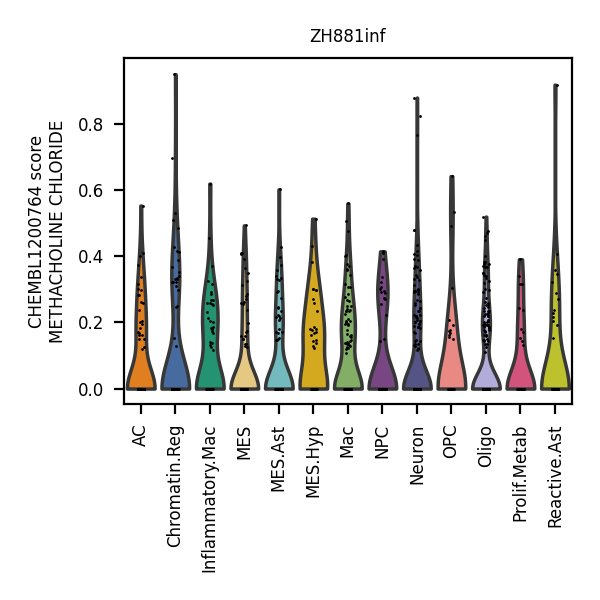 ZH881inf
CHEMBL1200764 score
METHACHOLINE CHLORIDE
0.8
0.6
0.4
0.2
0.0
AC
Chromatin.Reg
Inflammatory.Mac
MES
MES.Ast
MES.Hyp
Mac
NPC
Neuron
OPC
Oligo
Prolif.Metab
Reactive.Ast